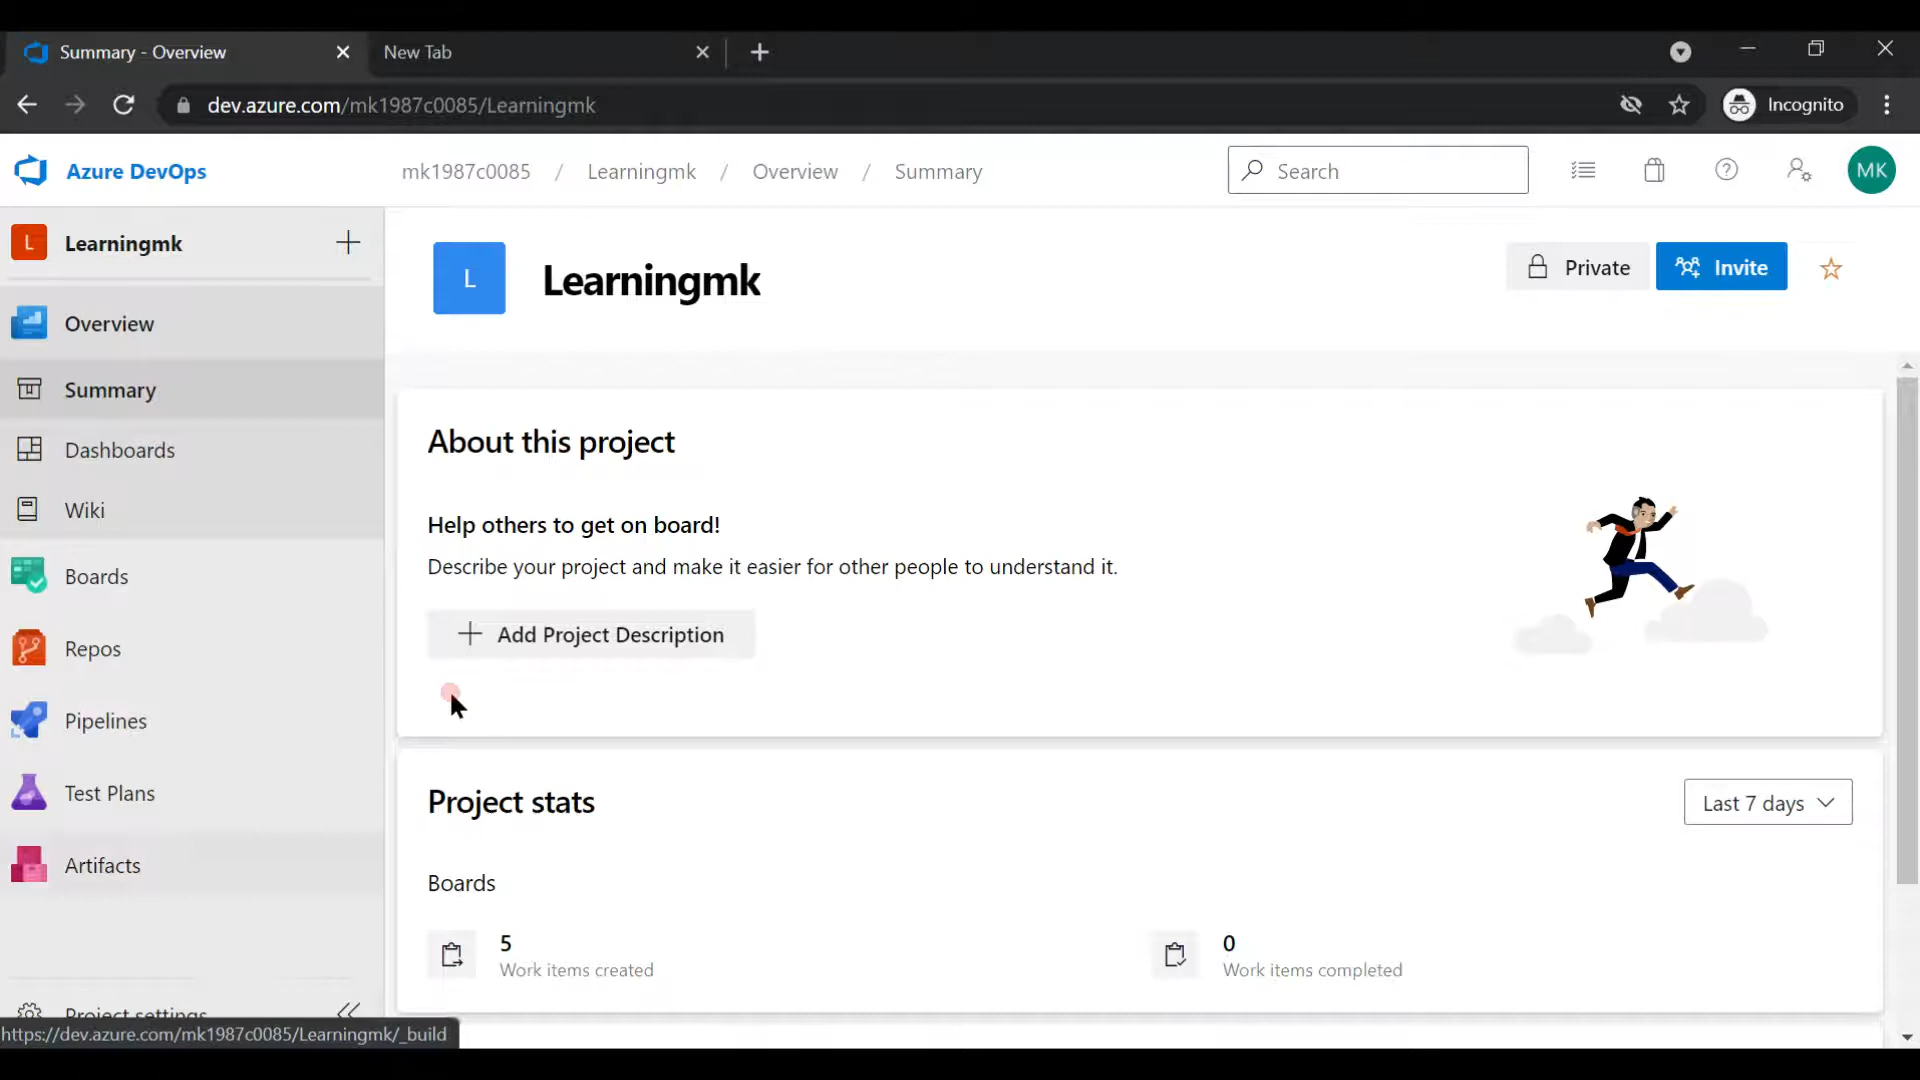 Summary - Overview
New Tab
dev.azure.com/mk1987c0085/Learningmk
Incognito
Azure DevOps
mk1987c0085 / Learningmk / Overview / Summary
Search
MK
L Learningmk
Overview
Summary
Dashboards
Wiki
Boards
Repos
Pipelines
Test Plans
Artifacts
Project settings
https://dev.azure.com/mk1987c0085/Learningmk/_build
L Learningmk
Private
Invite
About this project
Help others to get on board!
Describe your project and make it easier for other people to understand it.
Add Project Description
Project stats
Last 7 days
Boards
5
Work items created
0
Work items completed